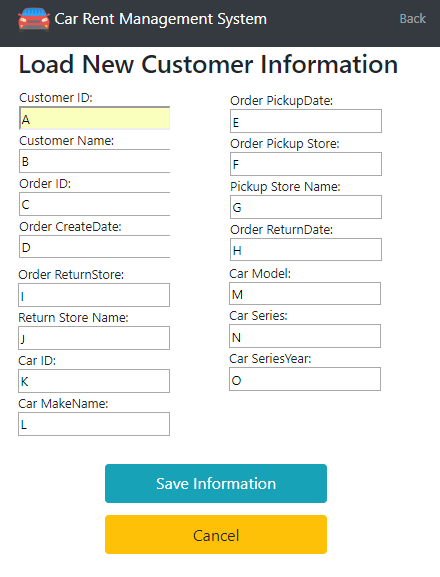 Car Rent Management System
Back
Load New Customer Information
Customer ID:
A
Customer Name:
B
Order ID:
C
Order CreateDate:
D
Order PickupDate:
E
Order Pickup Store:
F
Pickup Store Name:
G
Order ReturnDate:
H
Order ReturnStore:
I
Return Store Name:
J
Car ID:
K
Car MakeName:
L
Car Model:
M
Car Series:
N
Car SeriesYear:
O
Save Information
Cancel